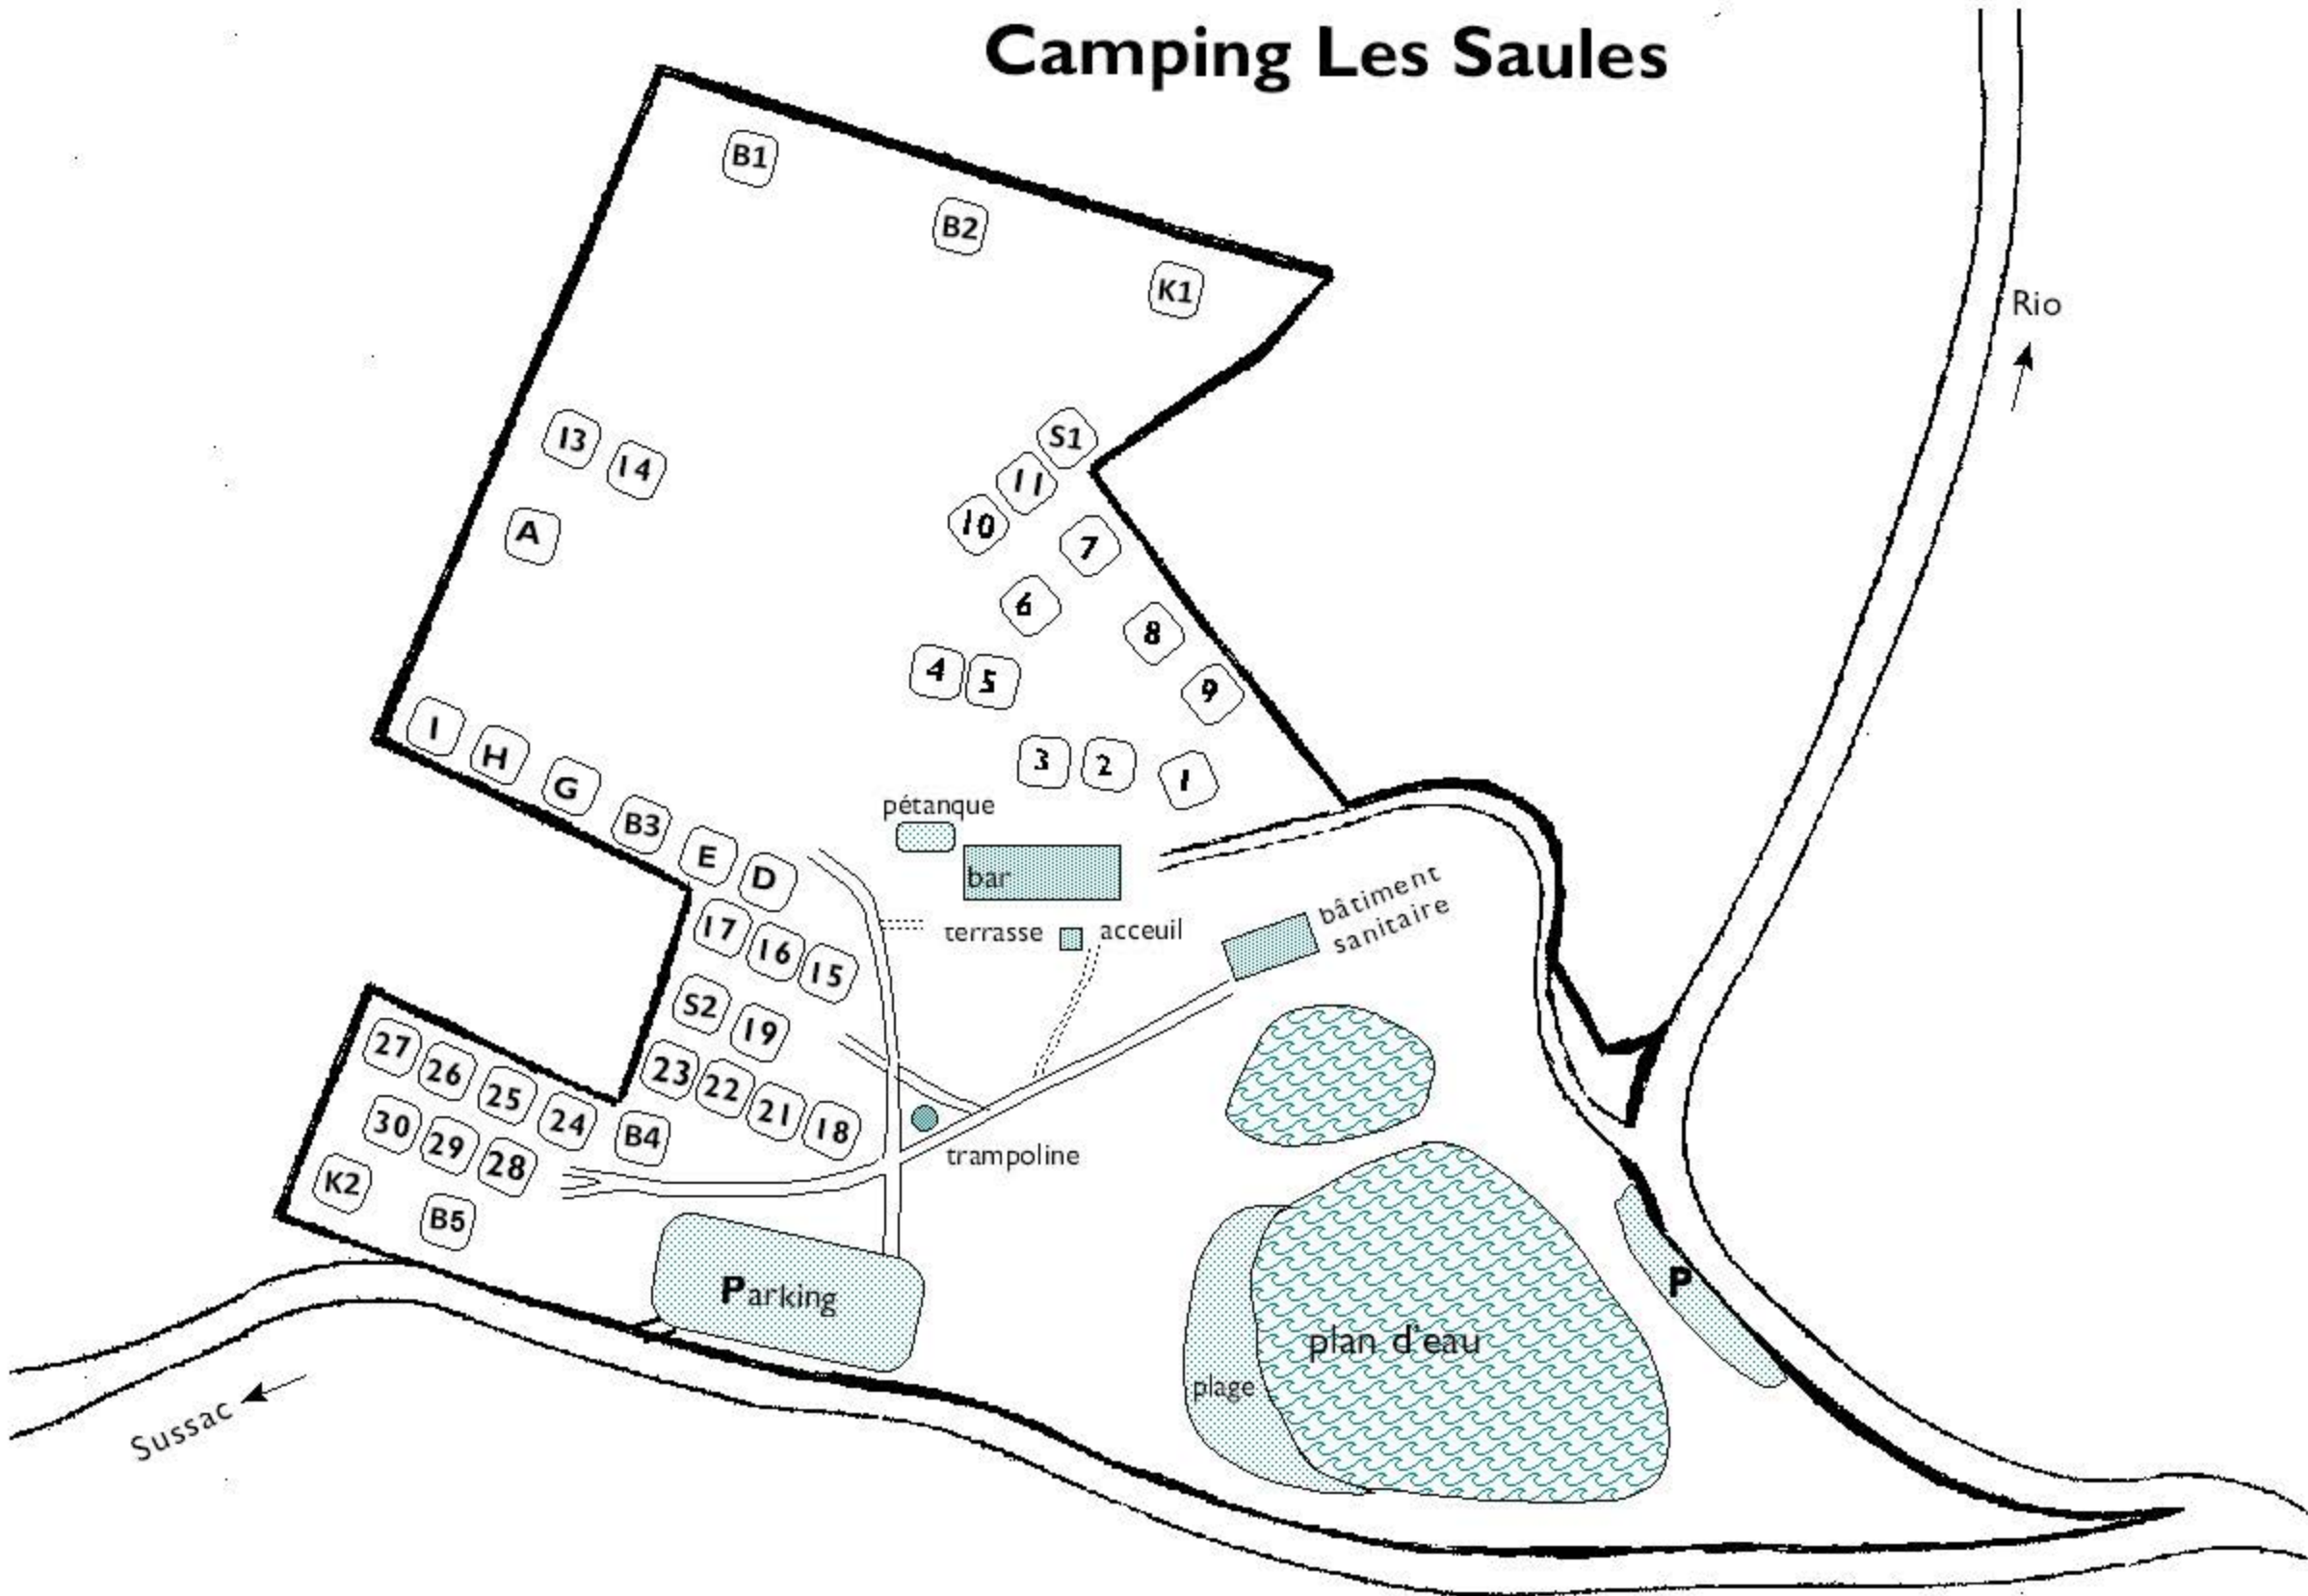 Camping Les Saules
B1
B2
K1
Rio
S1
13
14
11
10
A
7
6
8
4
5
9
I
H
G
B3
E
D
3
2
1
pétanque
bar
terrasse
acceuil
bâtiment
sanitaire
17
16
15
S2
19
27
26
25
24
23
22
21
18
30
29
28
B4
trampoline
K2
B5
Parking
P
plan d'eau
plage
Sussac